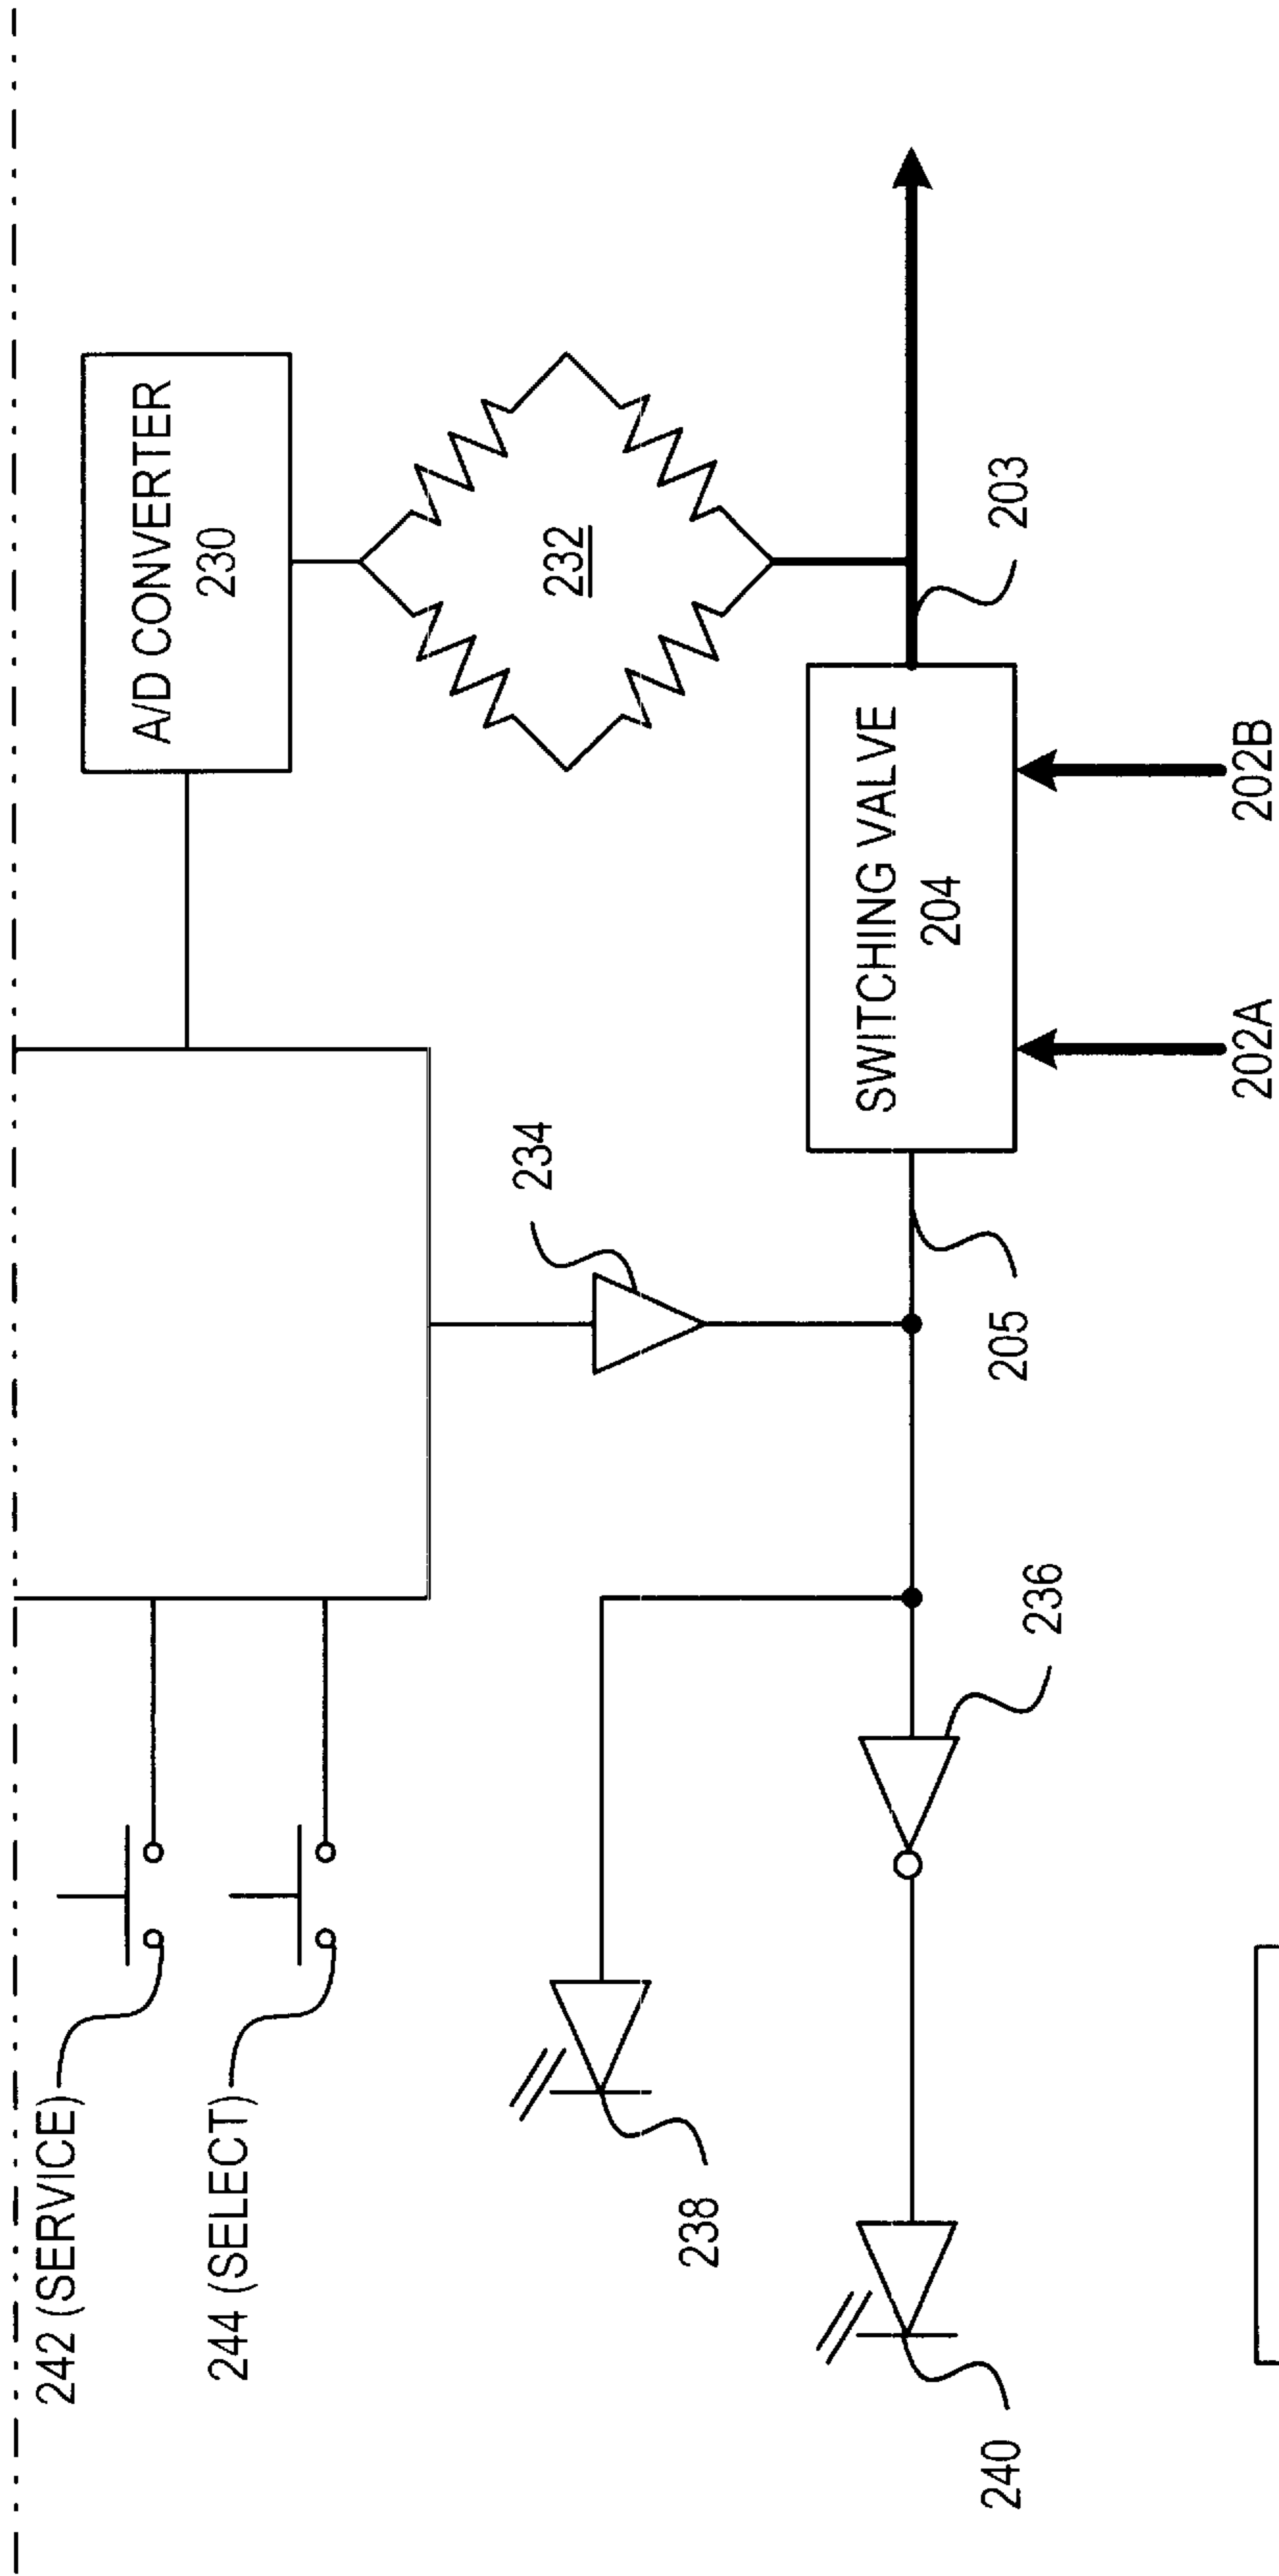 242 (SERVICE)
244 (SELECT)
A/D CONVERTER
230
232
234
238
240
236
205
SWITCHING VALVE
204
203
202A
202B